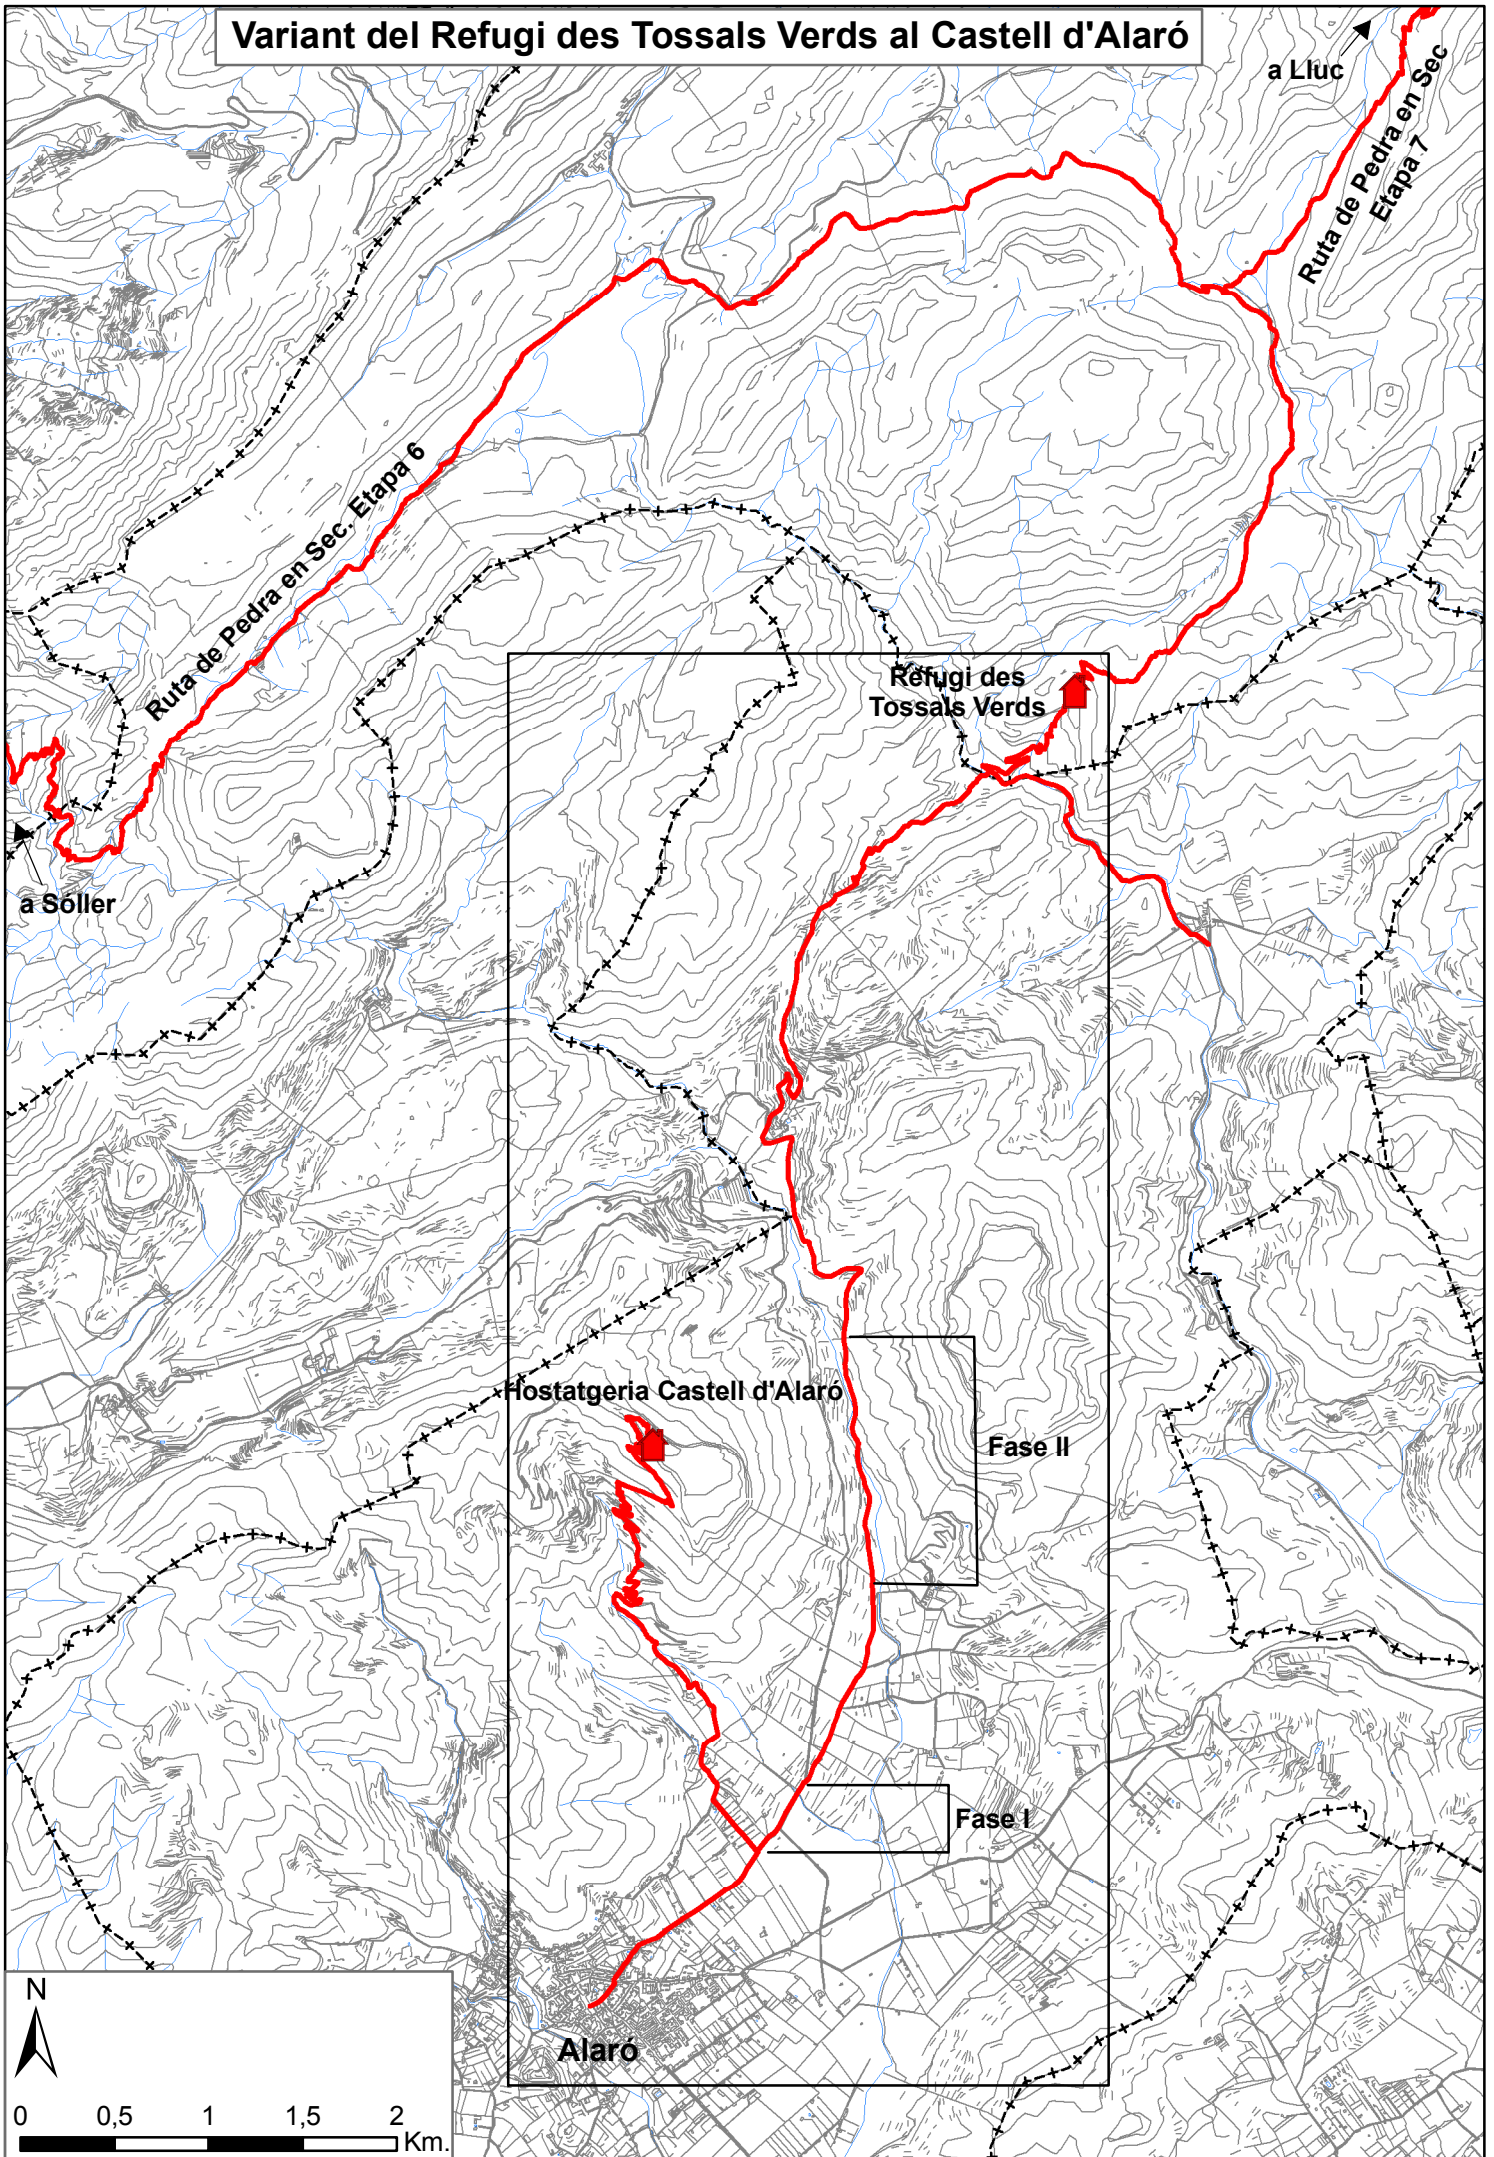 Variant del Refugi des Tossals Verds al Castell d'Alaró
a Lluc
Ruta de Pedra en Sec
Etapa 7
Ruta de Pedra en Sec. Etapa 6
Refugi des
Tossals Verds
a Sóller
Hostatgeria Castell d'Alaró
Fase II
Fase I
Alaró
N
0 0,5 1 1,5 2
Km.